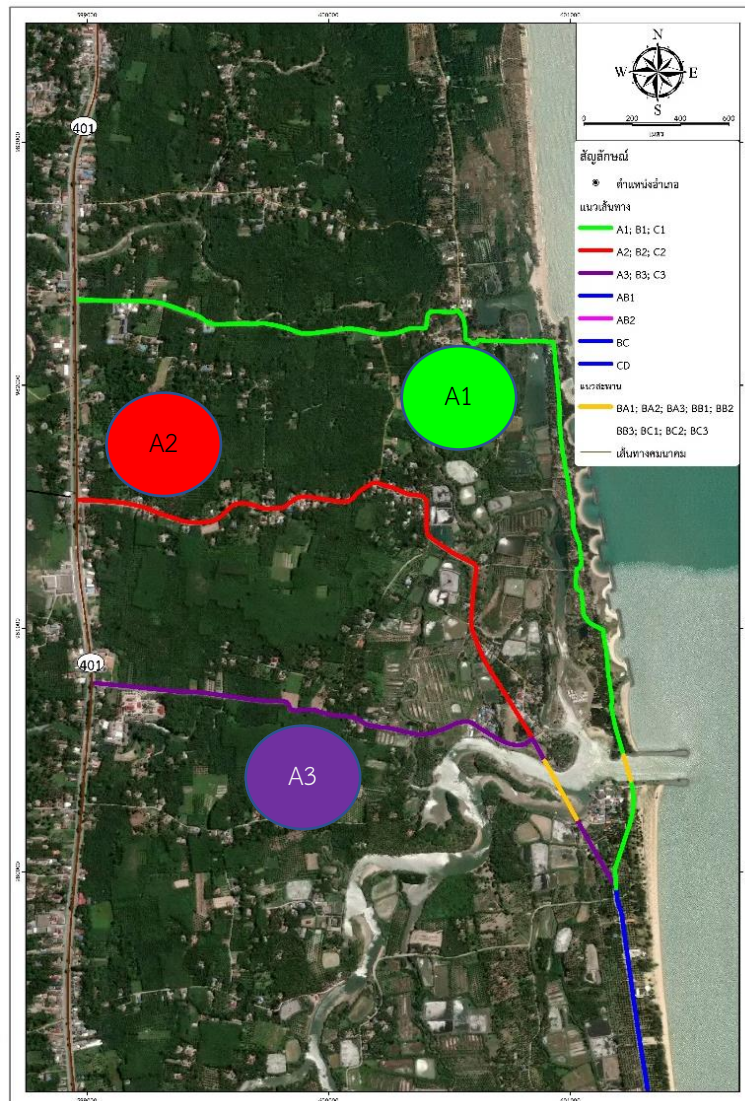 599000 600000 601000
N
W E
S
0 200 400 600
เมตร
401
สัญลักษณ์
ตำแหน่งอำเภอ
แนวเส้นทาง
A1; B1; C1
A2; B2; C2
A3; B3; C3
AB1
AB2
BC
CD
แนวสะพาน
BA1; BA2; BA3; BB1; BB2
BB3; BC1; BC2; BC3
เส้นทางคมนาคม
A1
A2
401
A3